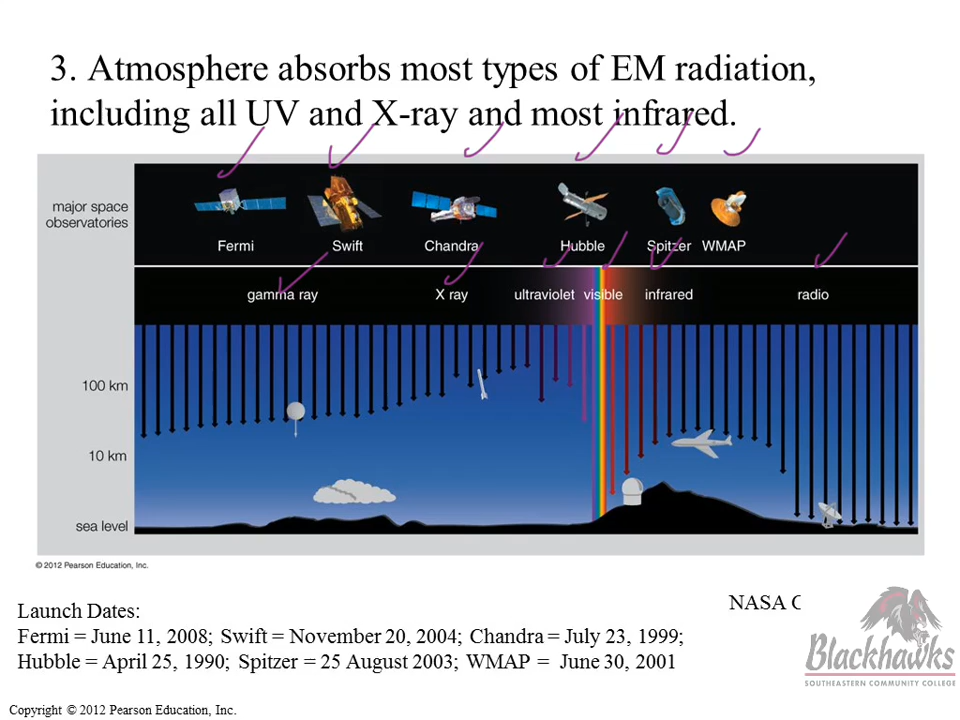 3. Atmosphere absorbs most types of EM radiation,
including all UV and X-ray and most infrared.
major space
observatories
Fermi Swift Chandra Hubble Spitzer WMAP
gamma ray X ray ultraviolet visible infrared radio
100 km
10 km
sea level
© 2012 Pearson Education, Inc.
NASA C
Launch Dates:
Fermi = June 11, 2008; Swift = November 20, 2004; Chandra = July 23, 1999;
Hubble = April 25, 1990; Spitzer = 25 August 2003; WMAP = June 30, 2001
Blackhawks
SOUTHEASTERN COMMUNITY COLLEGE
Copyright © 2012 Pearson Education, Inc.